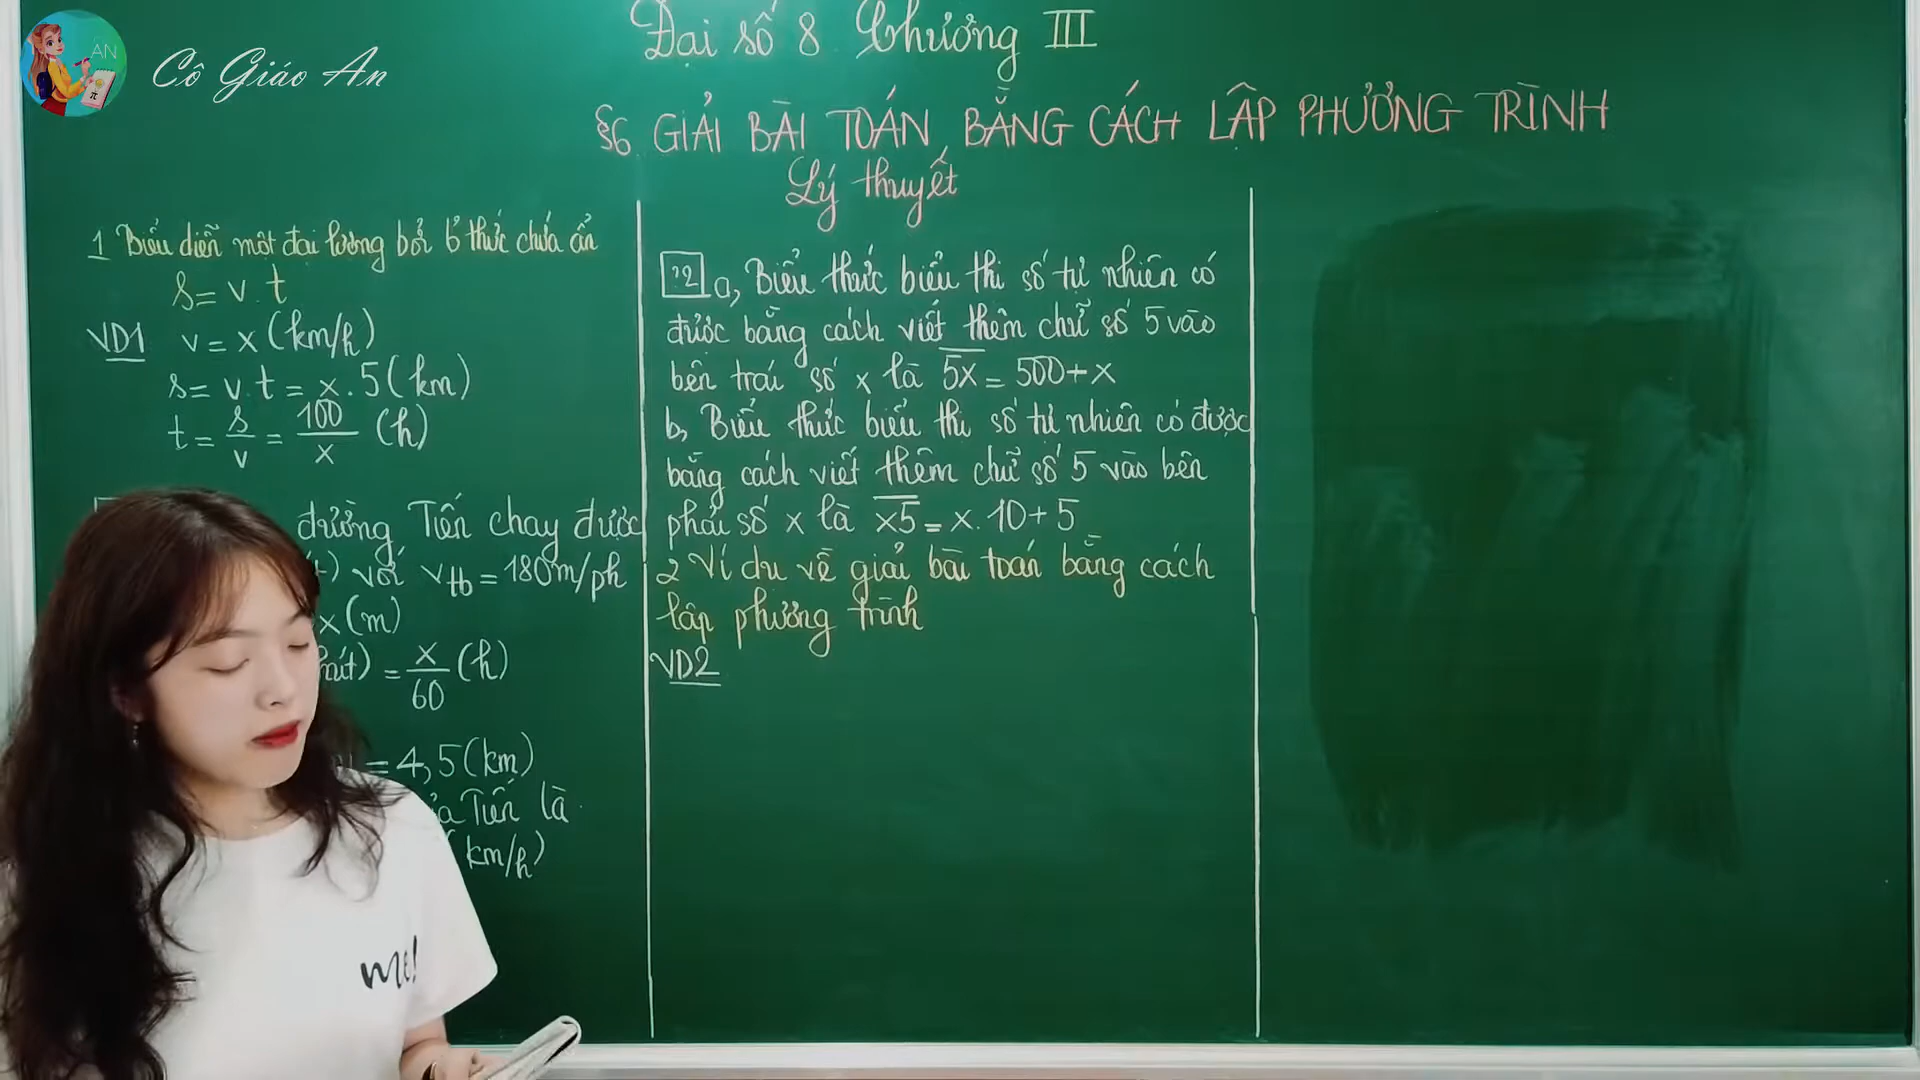 AN
Cô Giáo An
Đại số 8 Chương III
§6 GIẢI BÀI TOÁN BẰNG CÁCH LẬP PHƯƠNG TRÌNH
Lý thuyết
1 Biểu diễn một đại lượng bởi b' thức chứa ẩn
s = v.t
VD1 v = x (km/h)
s = v.t = x.5 (km)
t = s/v = 100/x (h)
đường Tiến chạy được
) với vtb = 180m/ph
x (m)
hút) = x/60 (h)
= 4,5 (km)
ủa Tiến là
(km/h)
?2 a, Biểu thức biểu thị số tự nhiên có
được bằng cách viết thêm chữ số 5 vào
bên trái số x là 5x = 500 + x
b, Biểu thức biểu thị số tự nhiên có được
bằng cách viết thêm chữ số 5 vào bên
phải số x là x5 = x.10 + 5
2 Ví dụ về giải bài toán bằng cách
lập phương trình
VD2
me!